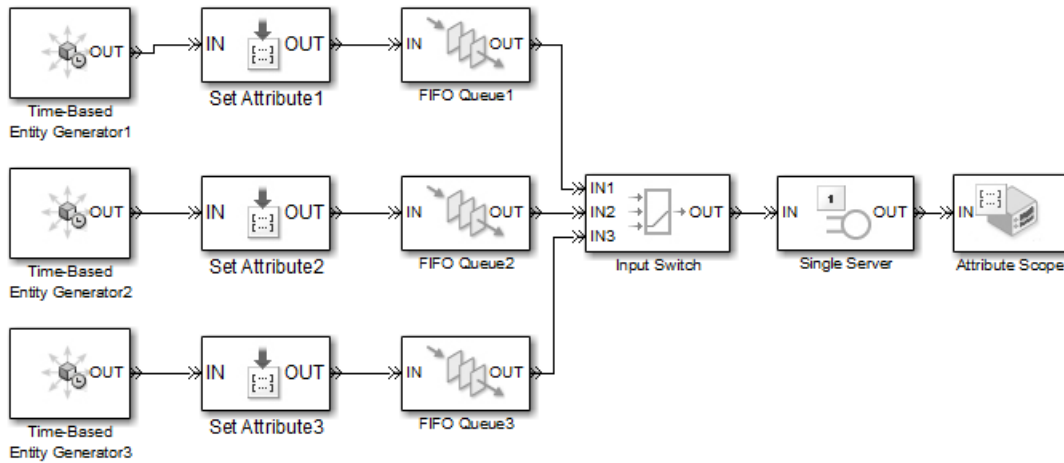 OUT
IN OUT
IN OUT
Time-Based
Entity Generator1
Set Attribute1
FIFO Queue1
OUT
IN OUT
IN OUT
IN1
IN2
IN3
OUT
IN 1 OUT
IN
Time-Based
Entity Generator2
Set Attribute2
FIFO Queue2
Input Switch
Single Server
Attribute Scope
OUT
IN OUT
IN OUT
Time-Based
Entity Generator3
Set Attribute3
FIFO Queue3